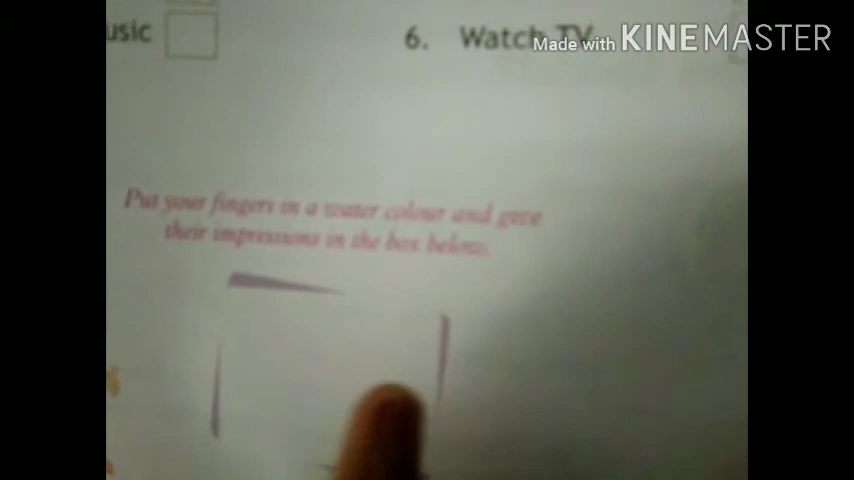 usic
6. Watch TV
Made with KINEMASTER
Put your fingers in a water colour and give
their impressions in the box below.